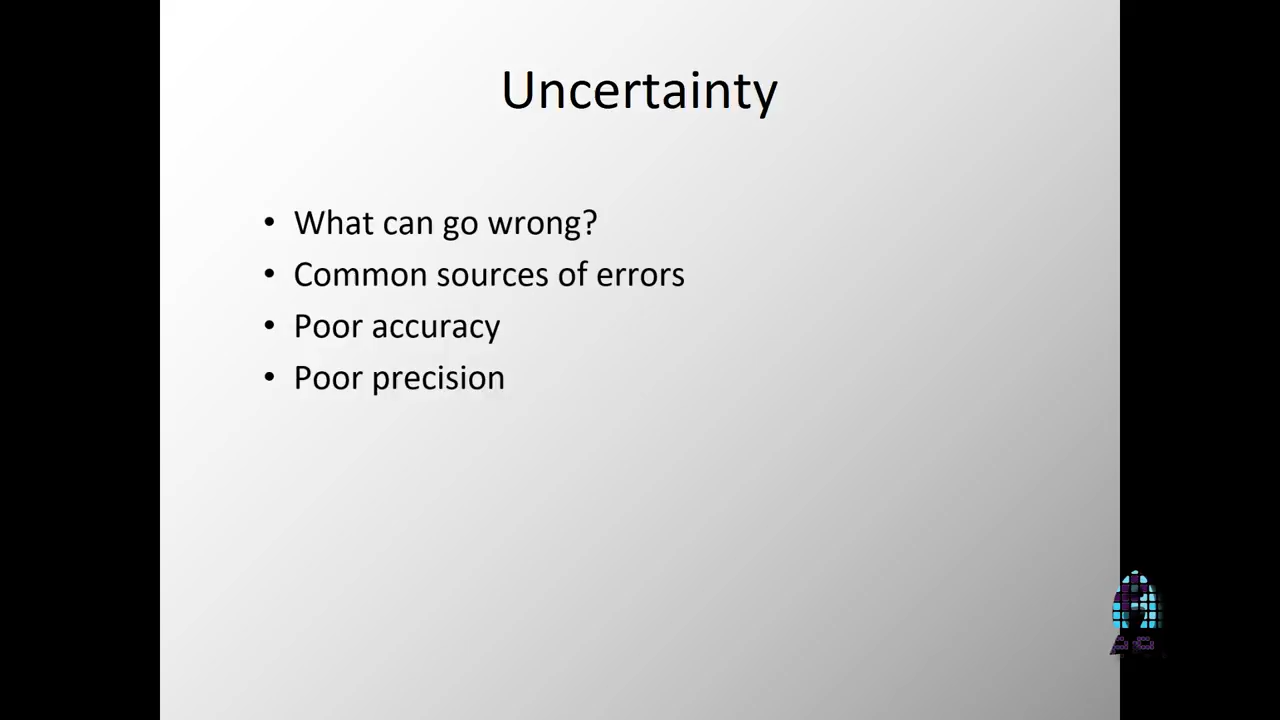 Uncertainty
• What can go wrong?
• Common sources of errors
• Poor accuracy
• Poor precision